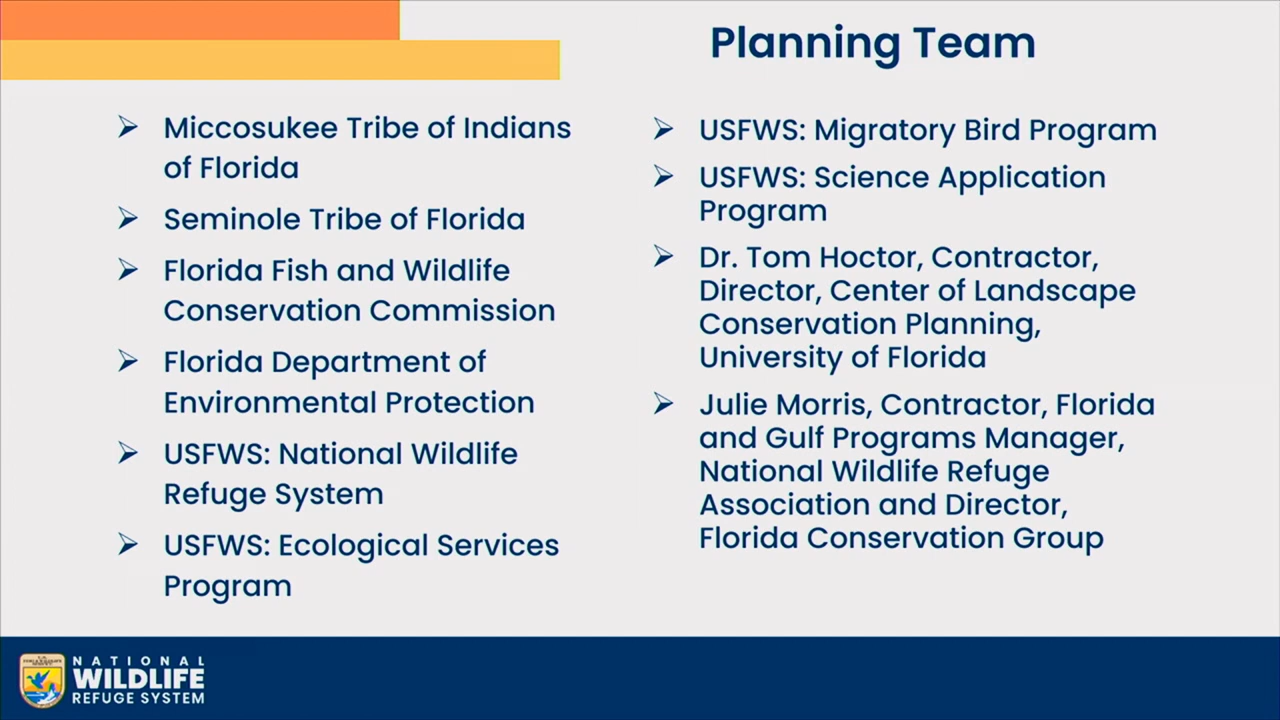 Planning Team
Miccosukee Tribe of Indians
of Florida
Seminole Tribe of Florida
Florida Fish and Wildlife
Conservation Commission
Florida Department of
Environmental Protection
USFWS: National Wildlife
Refuge System
USFWS: Ecological Services
Program
USFWS: Migratory Bird Program
USFWS: Science Application
Program
Dr. Tom Hoctor, Contractor,
Director, Center of Landscape
Conservation Planning,
University of Florida
Julie Morris, Contractor, Florida
and Gulf Programs Manager,
National Wildlife Refuge
Association and Director,
Florida Conservation Group
NATIONAL
WILDLIFE
REFUGE SYSTEM